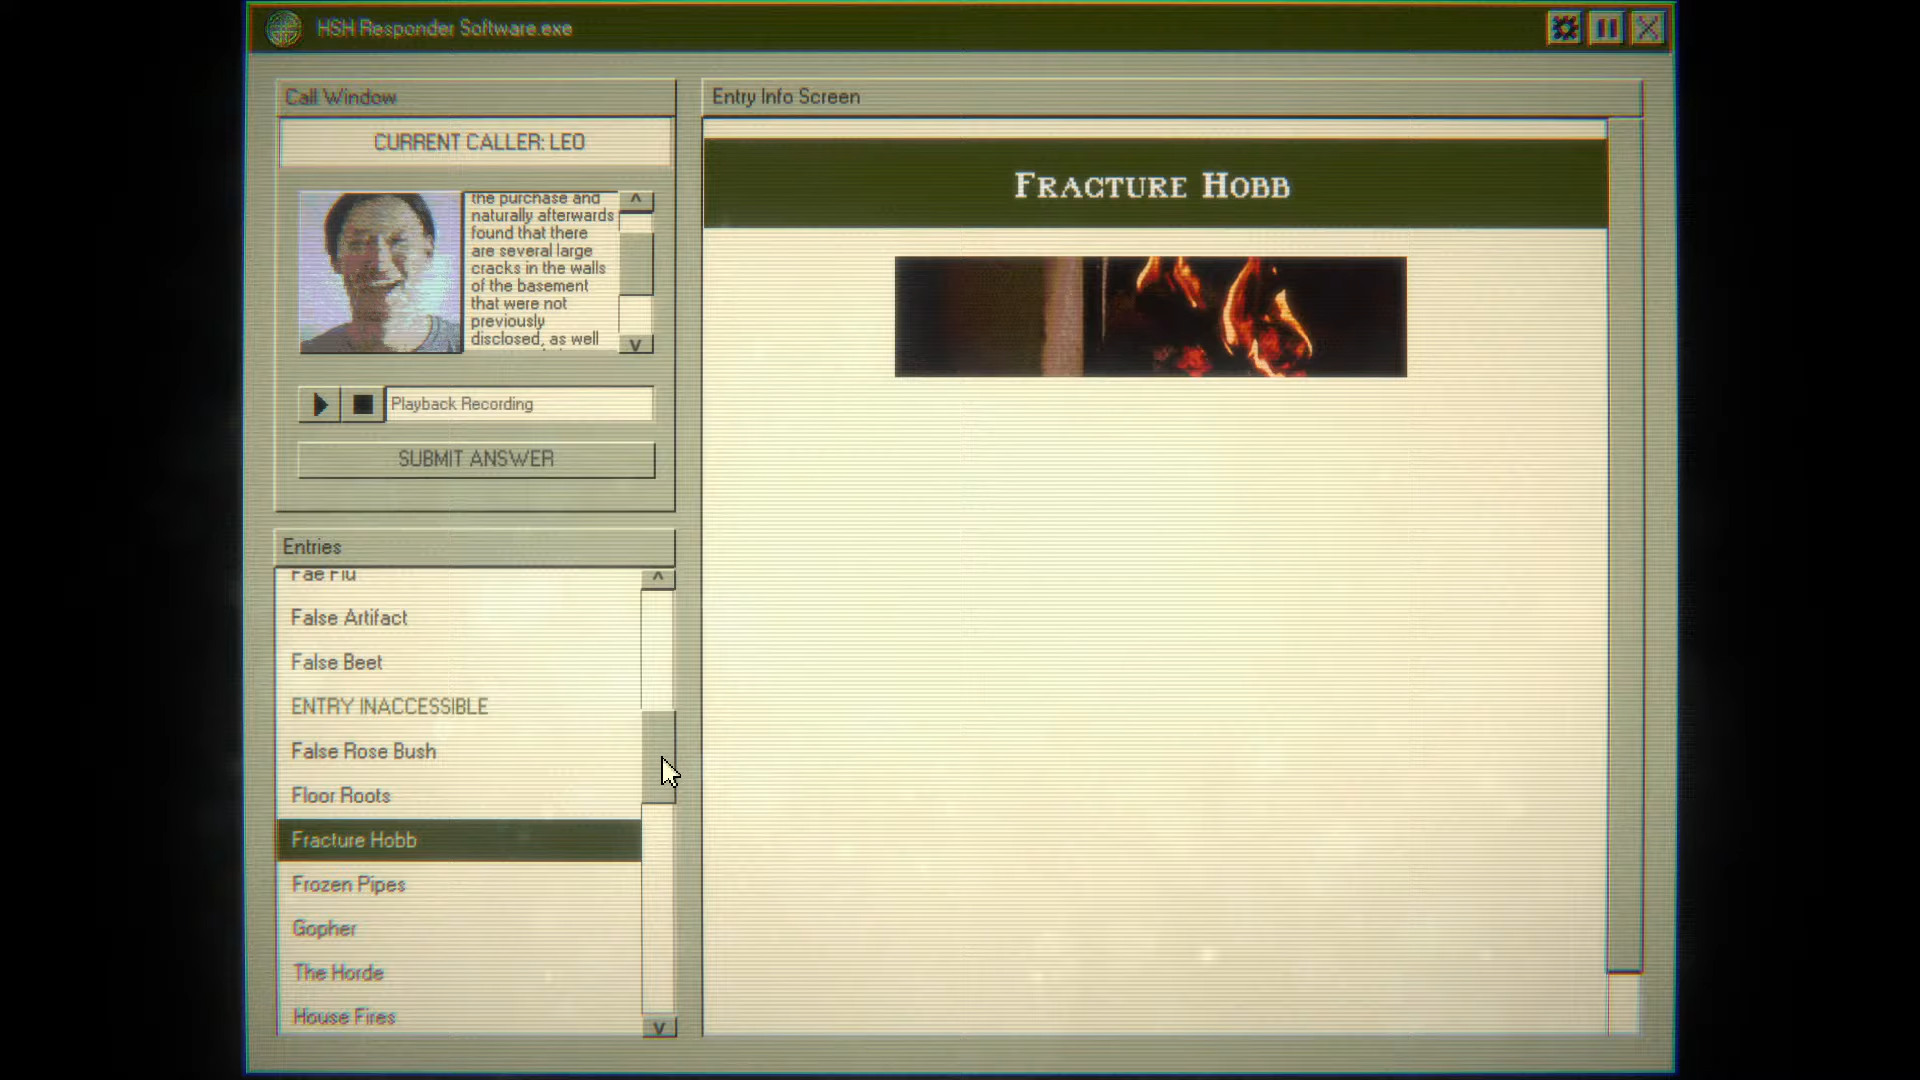 HSH Responder Software.exe
Call Window
CURRENT CALLER: LEO
the purchase and
naturally afterwards
found that there
are several large
cracks in the walls
of the basement
that were not
previously
disclosed, as well
Playback Recording
SUBMIT ANSWER
Entries
Fae Flu
False Artifact
False Beet
ENTRY INACCESSIBLE
False Rose Bush
Floor Roots
Fracture Hobb
Frozen Pipes
Gopher
The Horde
House Fires
Entry Info Screen
Fracture Hobb